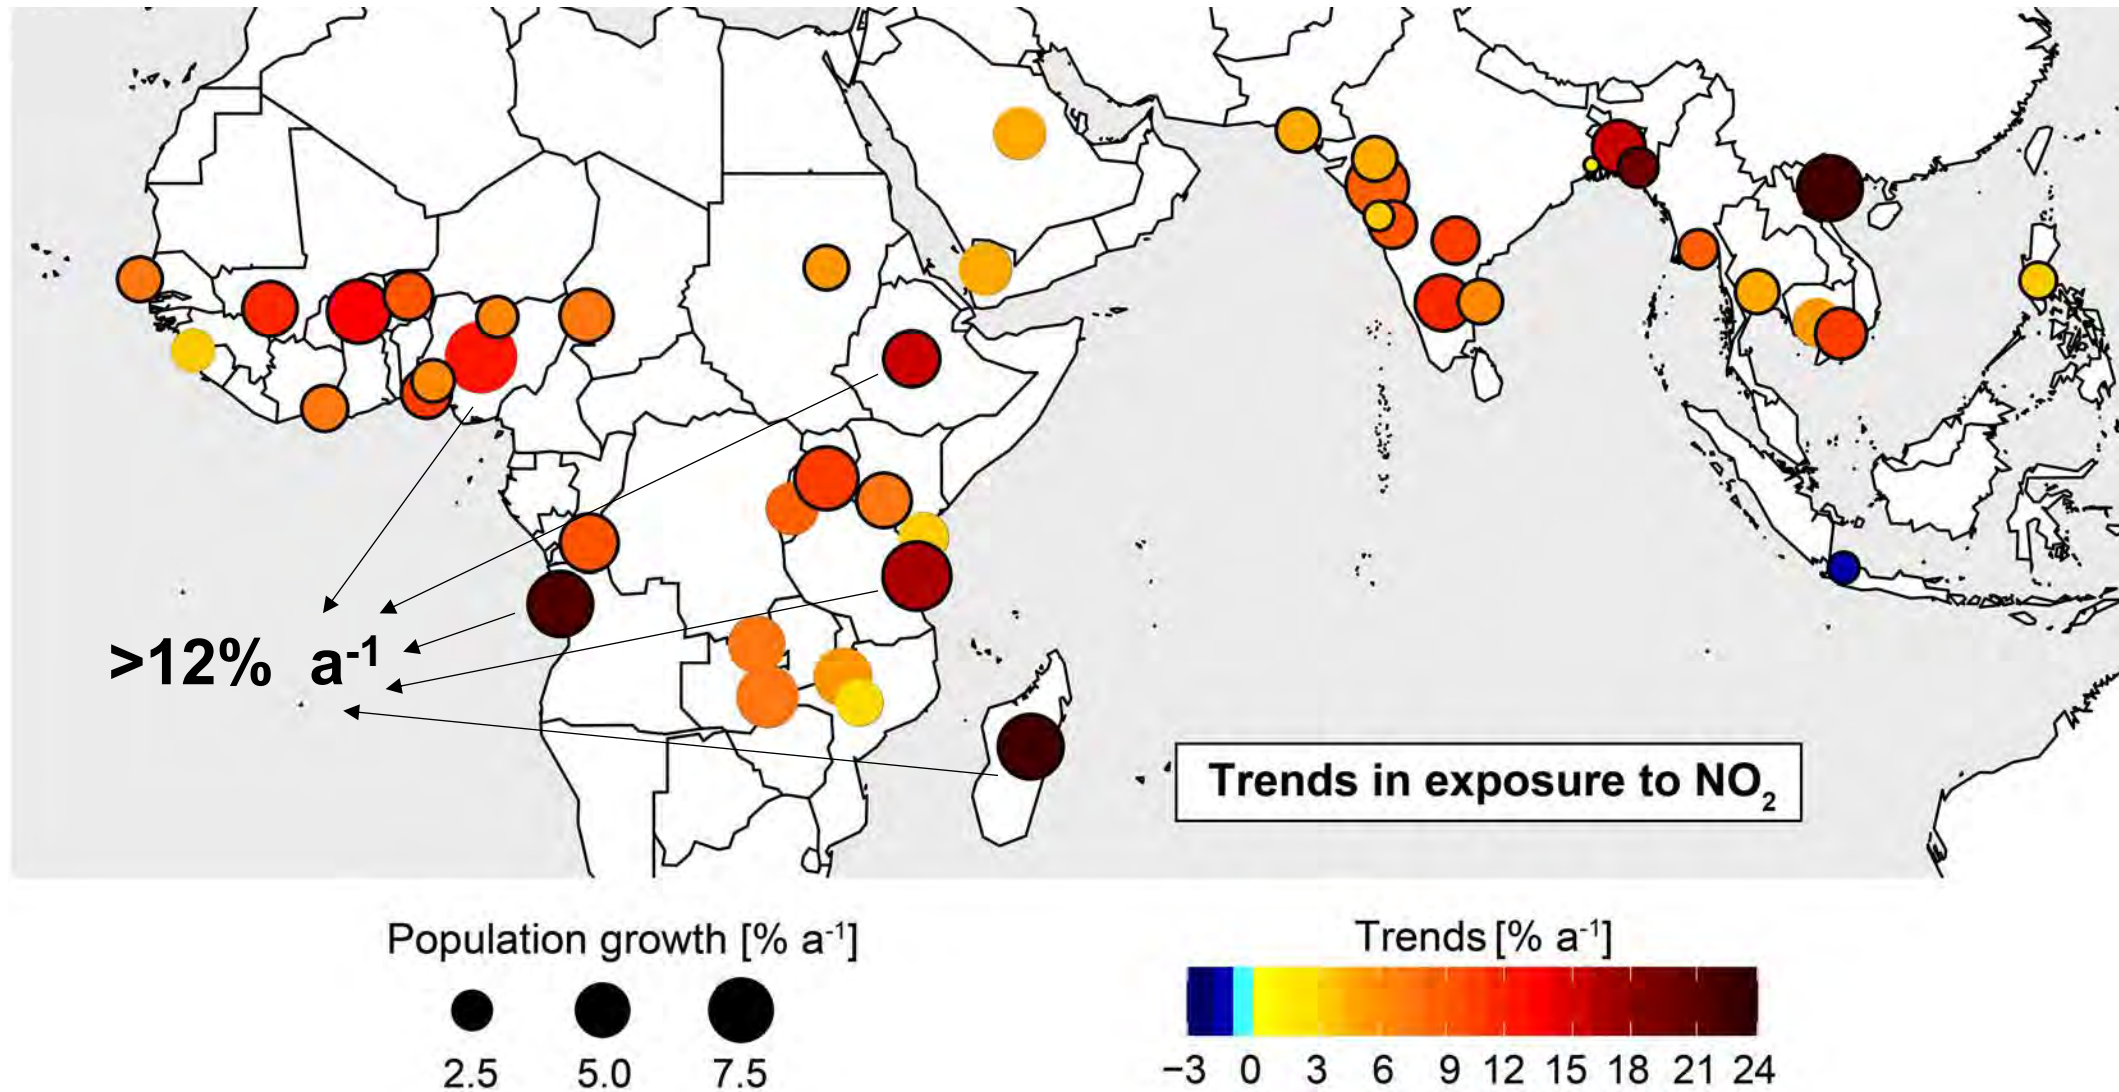 >12% a⁻¹
Trends in exposure to NO₂
Population growth [% a⁻¹]
2.5 5.0 7.5
Trends [% a⁻¹]
−3 0 3 6 9 12 15 18 21 24